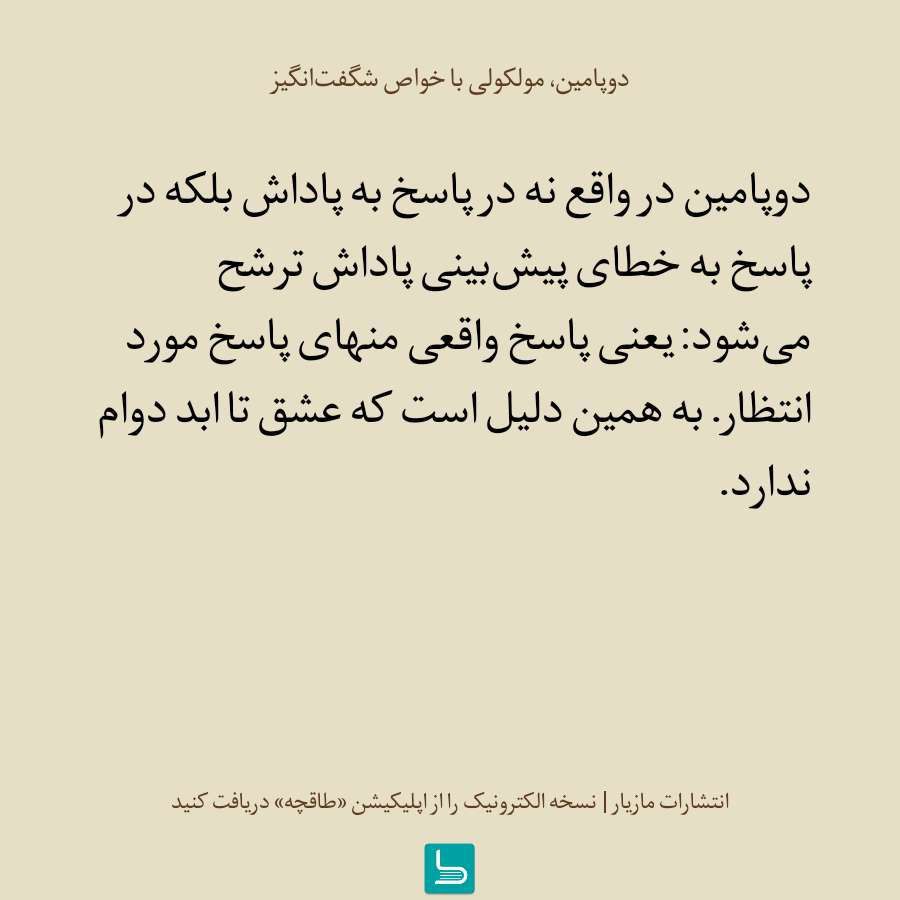 دوپامین، مولکولی با خواص شگفت‌انگیز
دوپامین در واقع نه در پاسخ به پاداش بلکه در
پاسخ به خطای پیش‌بینی پاداش ترشح
می‌شود: یعنی پاسخ واقعی منهای پاسخ مورد
انتظار. به همین دلیل است که عشق تا ابد دوام
ندارد.
انتشارات مازیار | نسخه الکترونیک را از اپلیکیشن «طاقچه» دریافت کنید